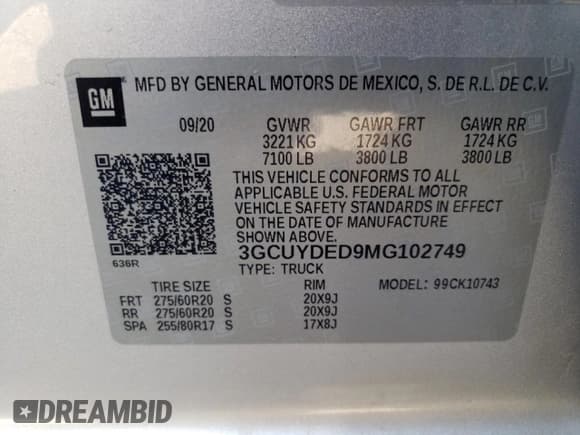 GM
MFD BY GENERAL MOTORS DE MEXICO, S. DE R.L. DE C.V.
09/20 GVWR GAWR FRT GAWR RR
3221 KG 1724 KG 1724 KG
7100 LB 3800 LB 3800 LB
THIS VEHICLE CONFORMS TO ALL
APPLICABLE U.S. FEDERAL MOTOR
VEHICLE SAFETY STANDARDS IN EFFECT
ON THE DATE OF MANUFACTURE
SHOWN ABOVE.
636R
3GCUYDED9MG102749
TYPE: TRUCK MODEL: 99CK10743
TIRE SIZE RIM
FRT 275/60R20 S 20X9J
RR 275/60R20 S 20X9J
SPA 255/80R17 S 17X8J
DREAMBID